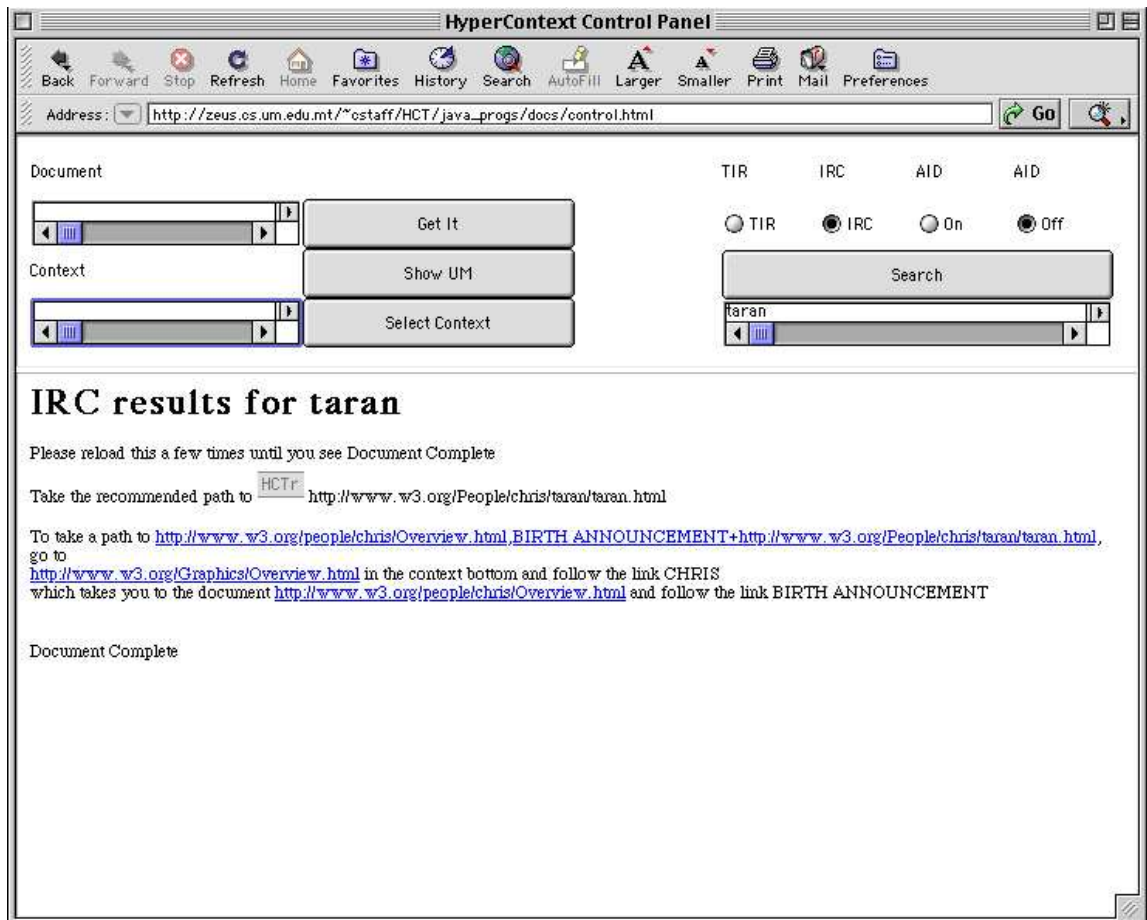 HyperContext Control Panel
Back Forward Stop Refresh Home Favorites History Search AutoFill Larger Smaller Print Mail Preferences
Address: http://zeus.cs.um.edu.mt/~cstaff/HCT/java_progs/docs/control.html Go
Document TIR IRC AID AID
Get It TIR IRC On Off
Context Show UM Search
Select Context taran
IRC results for taran
Please reload this a few times until you see Document Complete
Take the recommended path to HCTr http://www.w3.org/People/chris/taran/taran.html
To take a path to http://www.w3.org/people/chris/Overview.html,BIRTH ANNOUNCEMENT+http://www.w3.org/People/chris/taran/taran.html,
go to
http://www.w3.org/Graphics/Overview.html in the context bottom and follow the link CHRIS
which takes you to the document http://www.w3.org/people/chris/Overview.html and follow the link BIRTH ANNOUNCEMENT
Document Complete